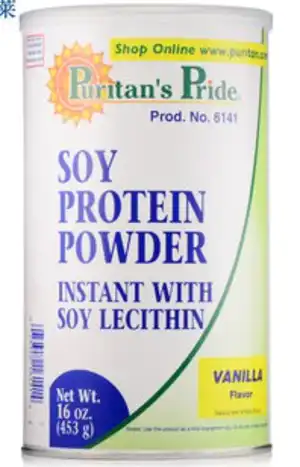 菜
Shop Online www.puritan.com
Puritan's Pride
Prod. No. 6141
SOY
PROTEIN
POWDER
INSTANT WITH
SOY LECITHIN
VANILLA
Flavor
Net Wt.
16 oz.
(453 g)